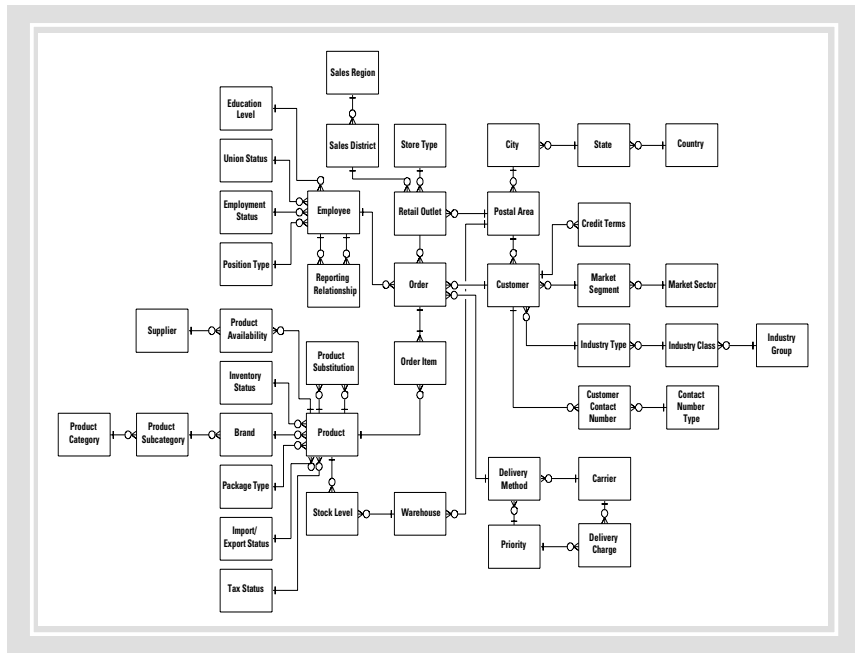 Sales Region
Education
Level
Sales District
Store Type
City
State
Country
Union Status
Employment
Status
Employee
Retail Outlet
Postal Area
Credit Terms
Position Type
Reporting
Relationship
Order
Customer
Market
Segment
Market Sector
Supplier
Product
Availability
Product
Substitution
Order Item
Industry Type
Industry Class
Industry
Group
Inventory
Status
Customer
Contact
Number
Contact
Number
Type
Product
Category
Product
Subcategory
Brand
Product
Package Type
Stock Level
Warehouse
Delivery
Method
Carrier
Import/
Export Status
Priority
Delivery
Charge
Tax Status